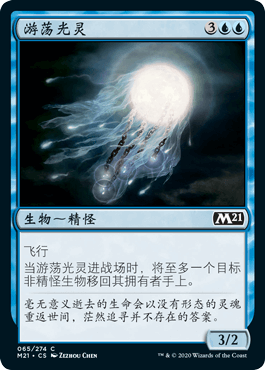 游荡光灵 3
生物～精怪 M21
飞行
当游荡光灵进战场时，将至多一个目标
非精怪生物移回其拥有者手上。
毫无意义逝去的生命会以没有形态的灵魂
重返世间，茫然追寻并不存在的答案。
3/2
065/274 C
M21 • CS ZEZHOU CHEN ™ & © 2020 Wizards of the Coast